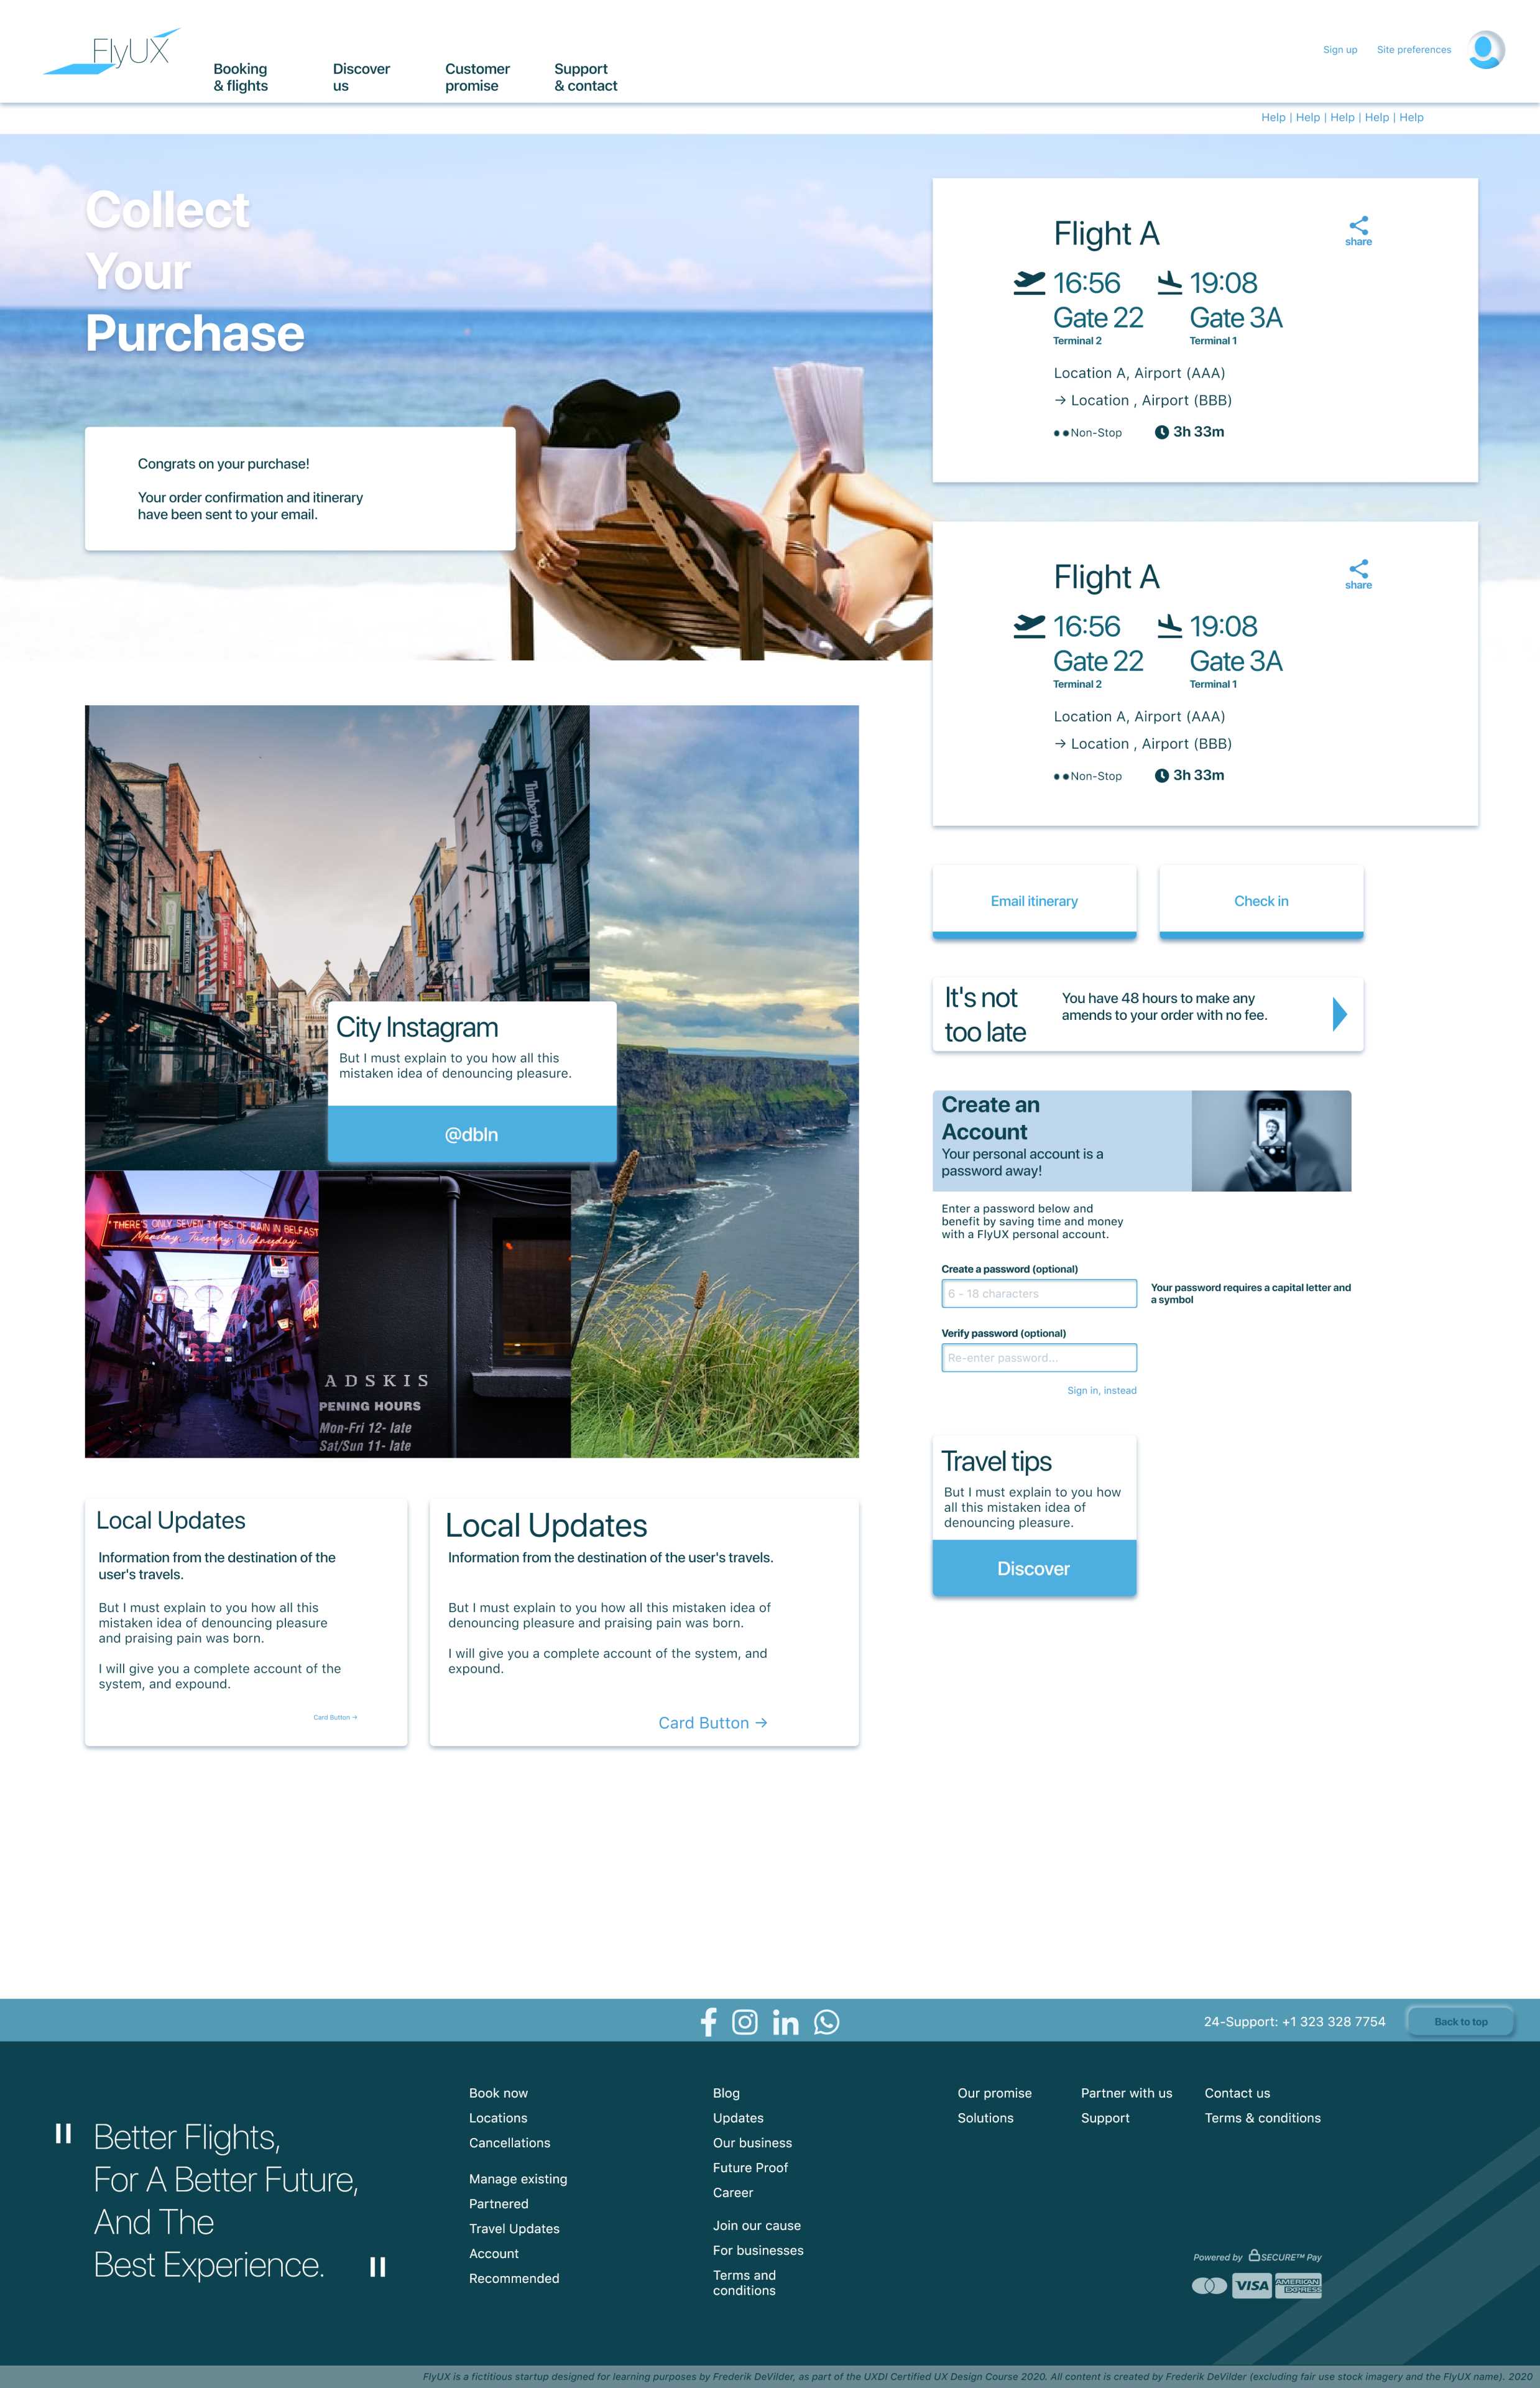 FlyUX
Booking
& flights
Discover
us
Customer
promise
Support
& contact
Sign up
Site preferences
Help | Help | Help | Help | Help
Collect
Your
Purchase
Congrats on your purchase!
Your order confirmation and itinerary
have been sent to your email.
Flight A
share
16:56
19:08
Gate 22
Gate 3A
Terminal 2
Terminal 1
Location A, Airport (AAA)
→ Location , Airport (BBB)
Non-Stop
3h 33m
Flight A
share
16:56
19:08
Gate 22
Gate 3A
Terminal 2
Terminal 1
Location A, Airport (AAA)
→ Location , Airport (BBB)
Non-Stop
3h 33m
Timberland
City Instagram
But I must explain to you how all this
mistaken idea of denouncing pleasure.
@dbln
"THERE'S ONLY SEVEN TYPES OF RAIN IN BELFAST
Monday, Tuesday, Wednesday...
ADSKIS
PENING HOURS
Mon-Fri 12- late
Sat/Sun 11- late
Email itinerary
Check in
It's not
too late
You have 48 hours to make any
amends to your order with no fee.
Create an
Account
Your personal account is a
password away!
Enter a password below and
benefit by saving time and money
with a FlyUX personal account.
Create a password (optional)
6 - 18 characters
Your password requires a capital letter and
a symbol
Verify password (optional)
Re-enter password...
Sign in, instead
Travel tips
But I must explain to you how
all this mistaken idea of
denouncing pleasure.
Discover
Local Updates
Information from the destination of the
user's travels.
But I must explain to you how all this
mistaken idea of denouncing pleasure
and praising pain was born.
I will give you a complete account of the
system, and expound.
Card Button →
Local Updates
Information from the destination of the user's travels.
But I must explain to you how all this mistaken idea of
denouncing pleasure and praising pain was born.
I will give you a complete account of the system, and
expound.
Card Button →
24-Support: +1 323 328 7754
Back to top
" Better Flights,
For A Better Future,
And The
Best Experience. "
Book now
Locations
Cancellations
Manage existing
Partnered
Travel Updates
Account
Recommended
Blog
Updates
Our business
Future Proof
Career
Join our cause
For businesses
Terms and
conditions
Our promise
Solutions
Partner with us
Support
Contact us
Terms & conditions
Powered by SECURE™ Pay
VISA
AMERICAN
EXPRESS
FlyUX is a fictitious startup designed for learning purposes by Frederik DeVilder, as part of the UXDI Certified UX Design Course 2020. All content is created by Frederik DeVilder (excluding fair use stock imagery and the FlyUX name). 2020